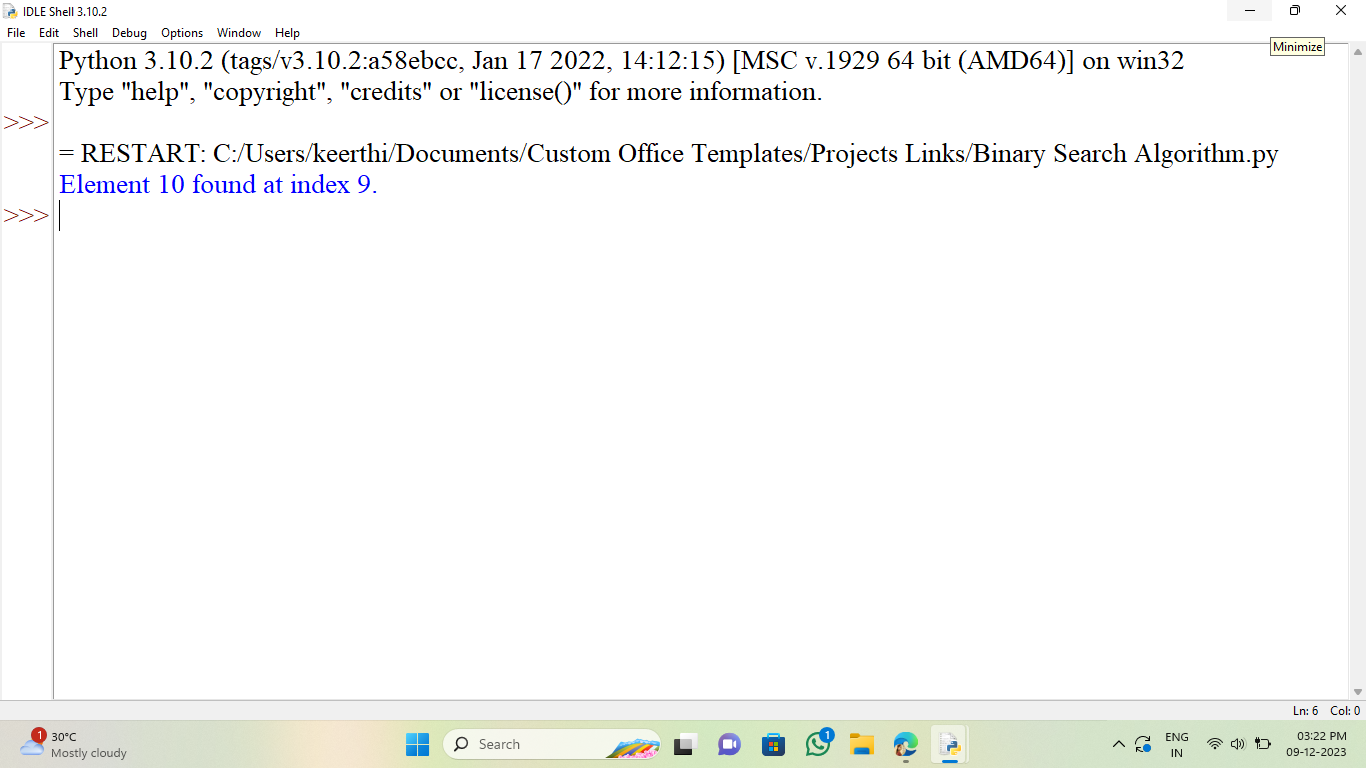 IDLE Shell 3.10.2
File Edit Shell Debug Options Window Help
Minimize
Python 3.10.2 (tags/v3.10.2:a58ebcc, Jan 17 2022, 14:12:15) [MSC v.1929 64 bit (AMD64)] on win32
Type "help", "copyright", "credits" or "license()" for more information.
>>>
= RESTART: C:/Users/keerthi/Documents/Custom Office Templates/Projects Links/Binary Search Algorithm.py
Element 10 found at index 9.
>>>
Ln: 6 Col: 0
1
30°C
Mostly cloudy
Search
1
ENG
IN
03:22 PM
09-12-2023